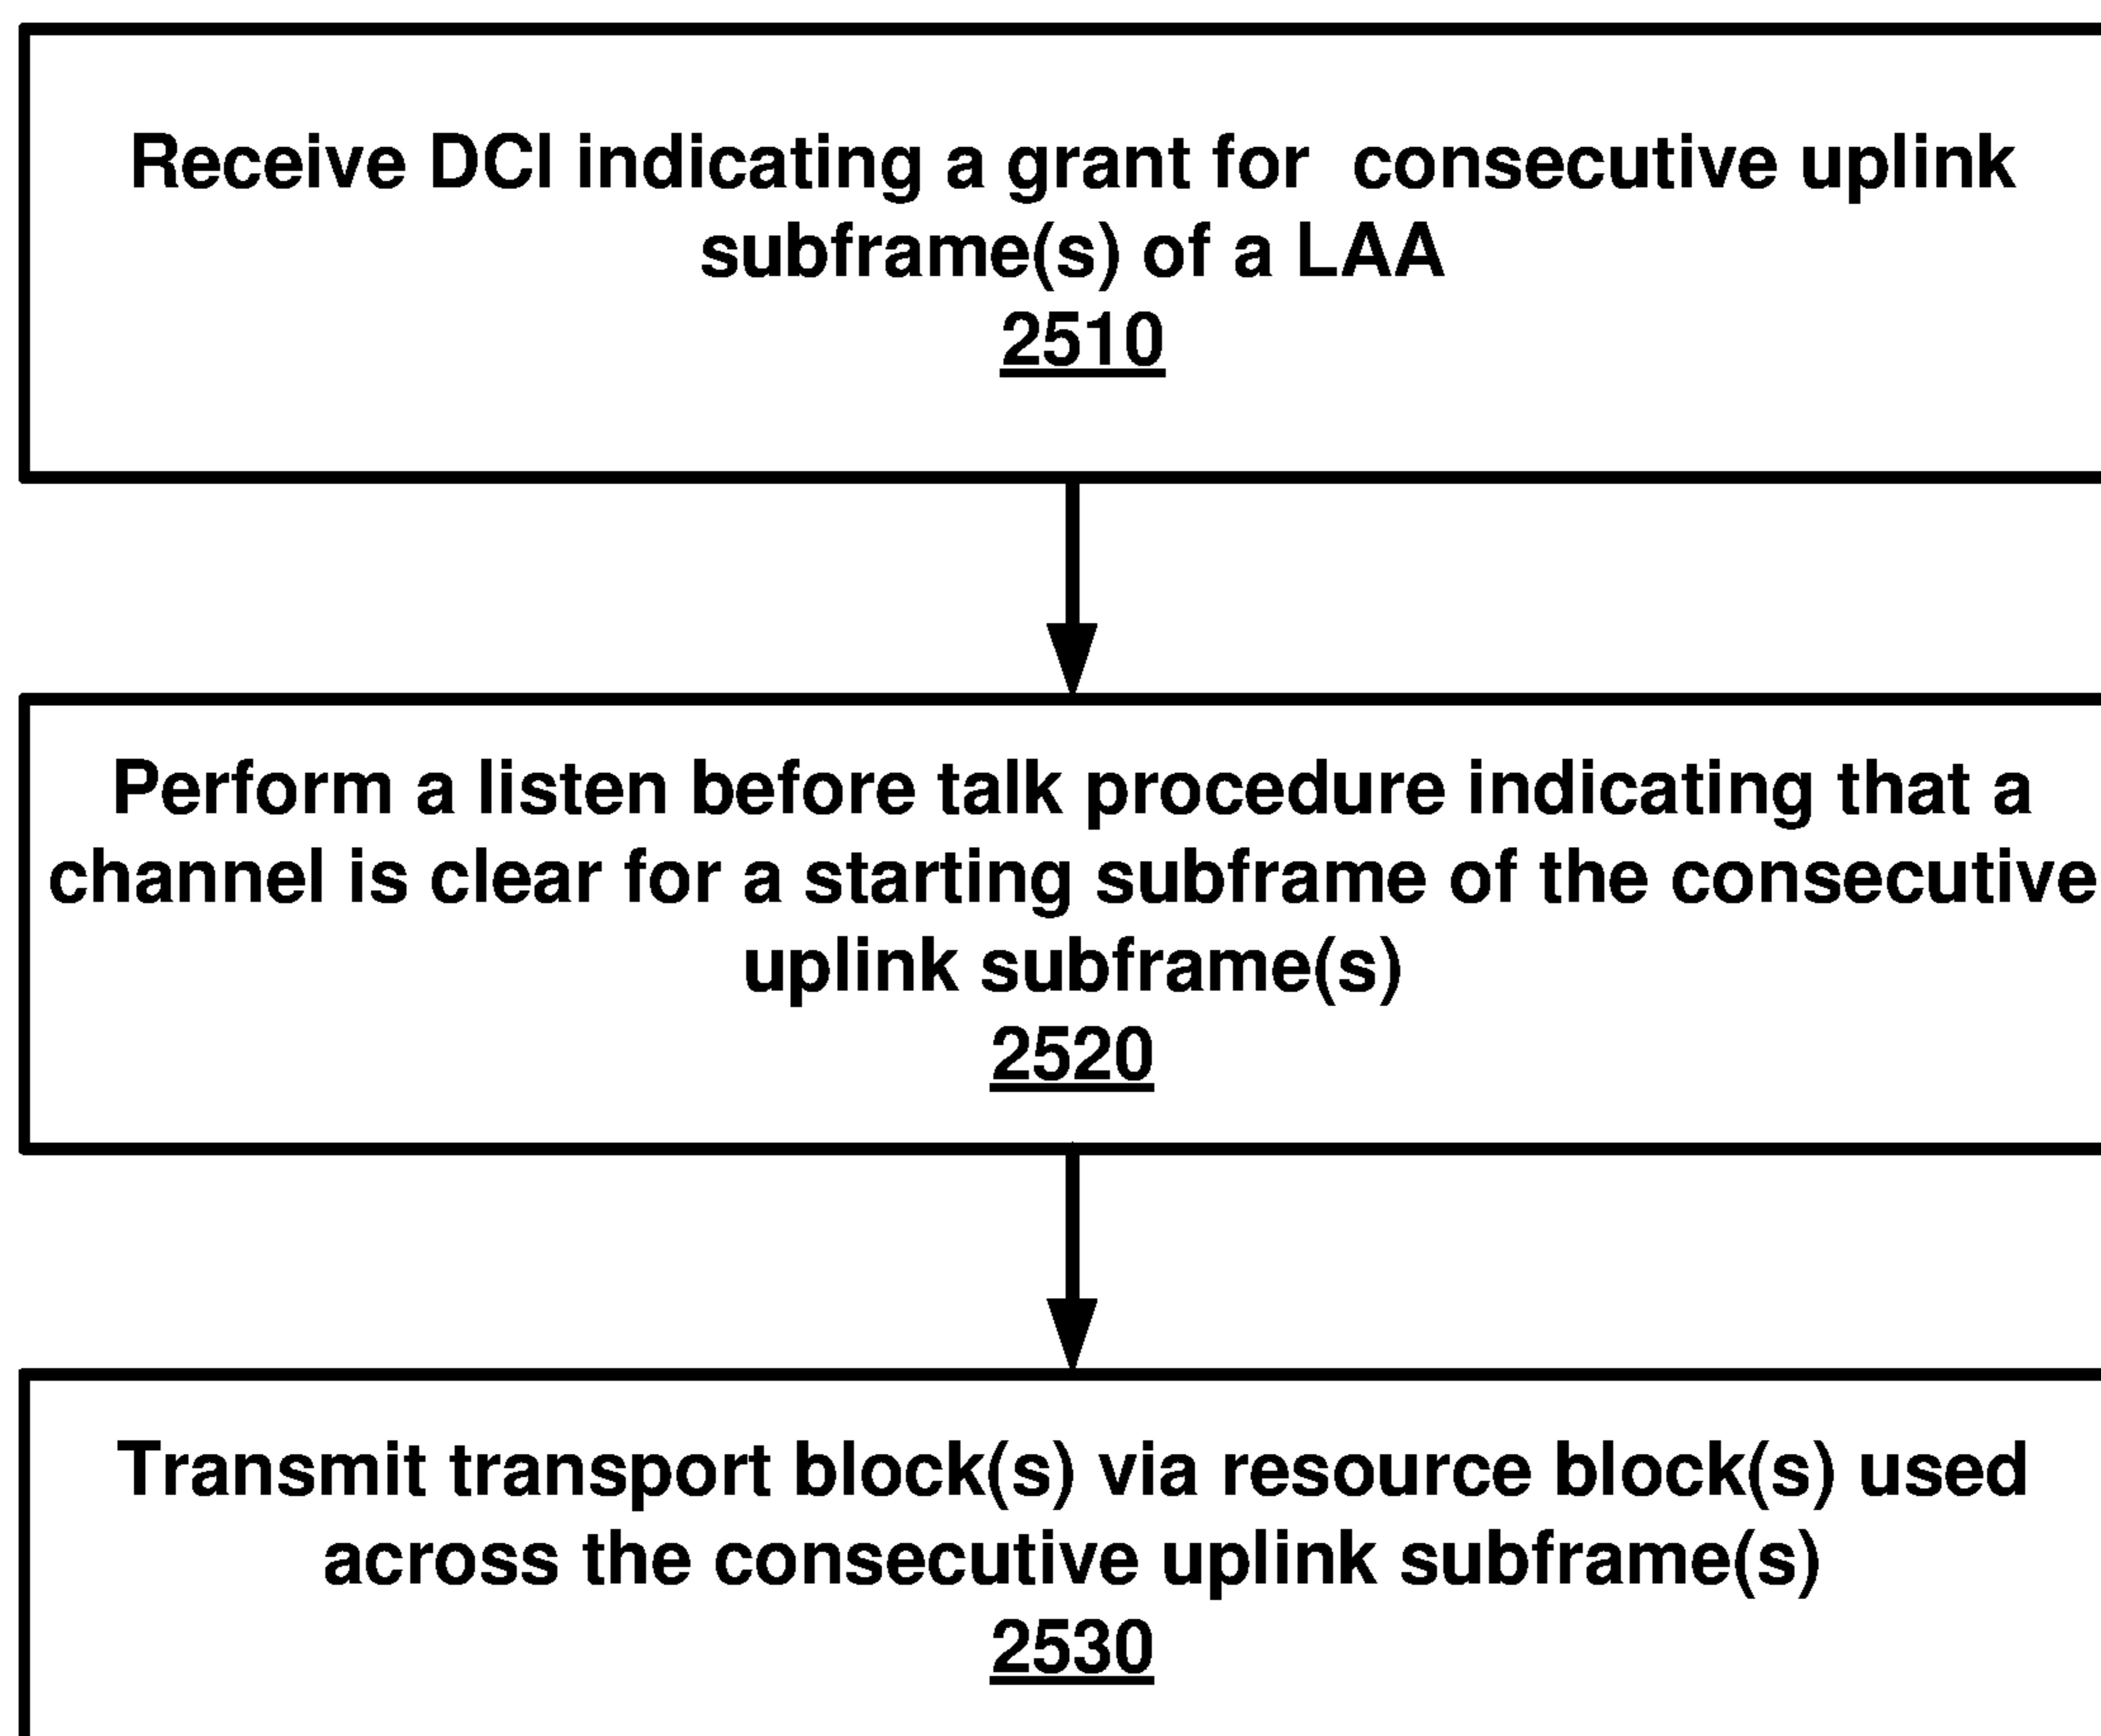 Receive DCI indicating a grant for consecutive uplink
subframe(s) of a LAA
2510
Perform a listen before talk procedure indicating that a
channel is clear for a starting subframe of the consecutive
uplink subframe(s)
2520
Transmit transport block(s) via resource block(s) used
across the consecutive uplink subframe(s)
2530